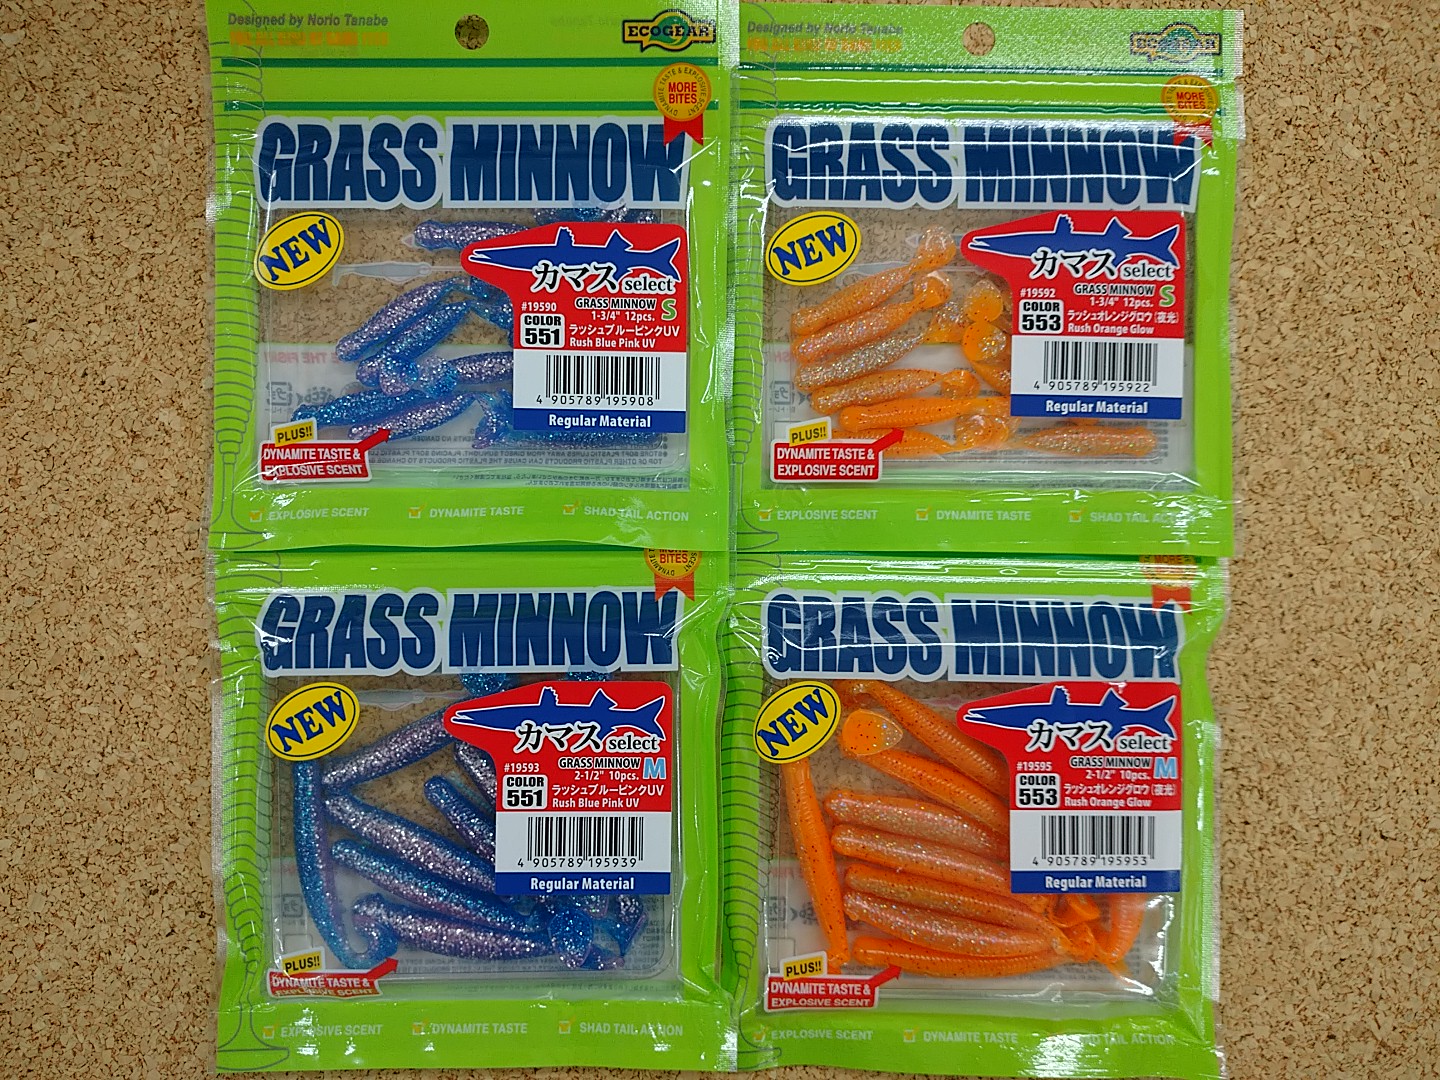 Designed by Norio Tanabe
ECOGEAR
DYNAMITE TASTE & EXPLOSIVE SCENT
MORE
BITES
GRASS MINNOW
NEW
カマス select
GRASS MINNOW S
#19590
1-3/4" 12pcs.
COLOR
551
ラッシュブルーピンクUV
Rush Blue Pink UV
4 905789 195908
Regular Material
PLUS!!
DYNAMITE TASTE &
EXPLOSIVE SCENT
EXPLOSIVE SCENT
DYNAMITE TASTE
SHAD TAIL ACTION
Designed by Norio Tanabe
ECOGEAR
MORE
BITES
GRASS MINNOW
NEW
カマス select
GRASS MINNOW S
#19592
1-3/4" 12pcs.
COLOR
553
ラッシュオレンジグロウ(夜光)
Rush Orange Glow
4 905789 195922
Regular Material
PLUS!!
DYNAMITE TASTE &
EXPLOSIVE SCENT
EXPLOSIVE SCENT
DYNAMITE TASTE
SHAD TAIL ACTION
BITES
GRASS MINNOW
NEW
カマス select
GRASS MINNOW M
#19593
2-1/2" 10pcs.
COLOR
551
ラッシュブルーピンクUV
Rush Blue Pink UV
4 905789 195939
Regular Material
PLUS!!
DYNAMITE TASTE &
EXPLOSIVE SCENT
EXPLOSIVE SCENT
DYNAMITE TASTE
SHAD TAIL ACTION
BITES
GRASS MINNOW
NEW
カマス select
GRASS MINNOW M
#19595
2-1/2" 10pcs.
COLOR
553
ラッシュオレンジグロウ(夜光)
Rush Orange Glow
4 905789 195953
Regular Material
PLUS!!
DYNAMITE TASTE &
EXPLOSIVE SCENT
EXPLOSIVE SCENT
DYNAMITE TASTE
SHAD TAIL ACTION